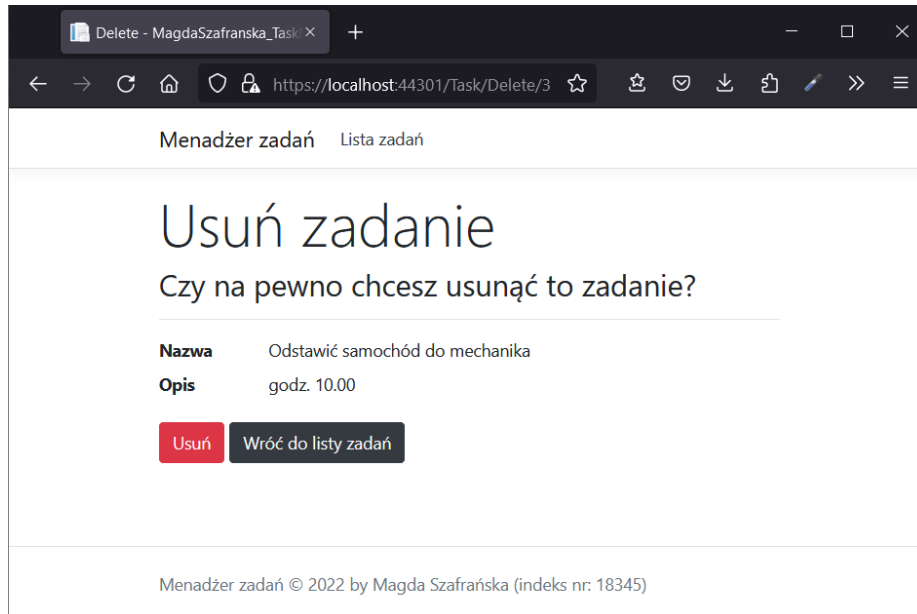 Delete - MagdaSzafranska_Task
https://localhost:44301/Task/Delete/3
Menadżer zadań Lista zadań
Usuń zadanie
Czy na pewno chcesz usunąć to zadanie?
Nazwa Odstawić samochód do mechanika
Opis godz. 10.00
Usuń Wróć do listy zadań
Menadżer zadań © 2022 by Magda Szafrańska (indeks nr: 18345)